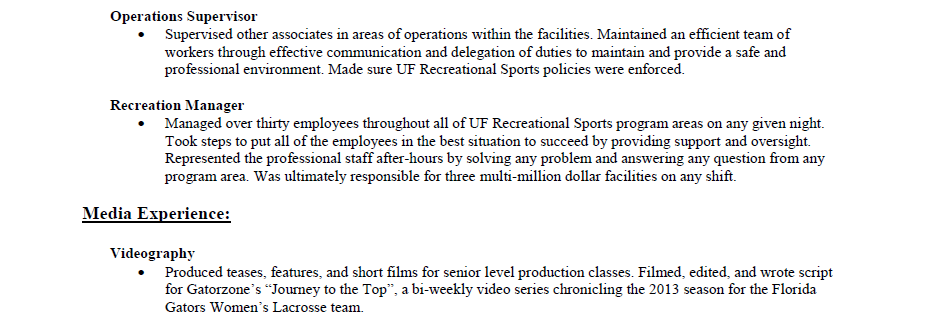 Operations Supervisor
• Supervised other associates in areas of operations within the facilities. Maintained an efficient team of
workers through effective communication and delegation of duties to maintain and provide a safe and
professional environment. Made sure UF Recreational Sports policies were enforced.
Recreation Manager
• Managed over thirty employees throughout all of UF Recreational Sports program areas on any given night.
Took steps to put all of the employees in the best situation to succeed by providing support and oversight.
Represented the professional staff after-hours by solving any problem and answering any question from any
program area. Was ultimately responsible for three multi-million dollar facilities on any shift.
Media Experience:
Videography
• Produced teases, features, and short films for senior level production classes. Filmed, edited, and wrote script
for Gatorzone’s “Journey to the Top”, a bi-weekly video series chronicling the 2013 season for the Florida
Gators Women’s Lacrosse team.